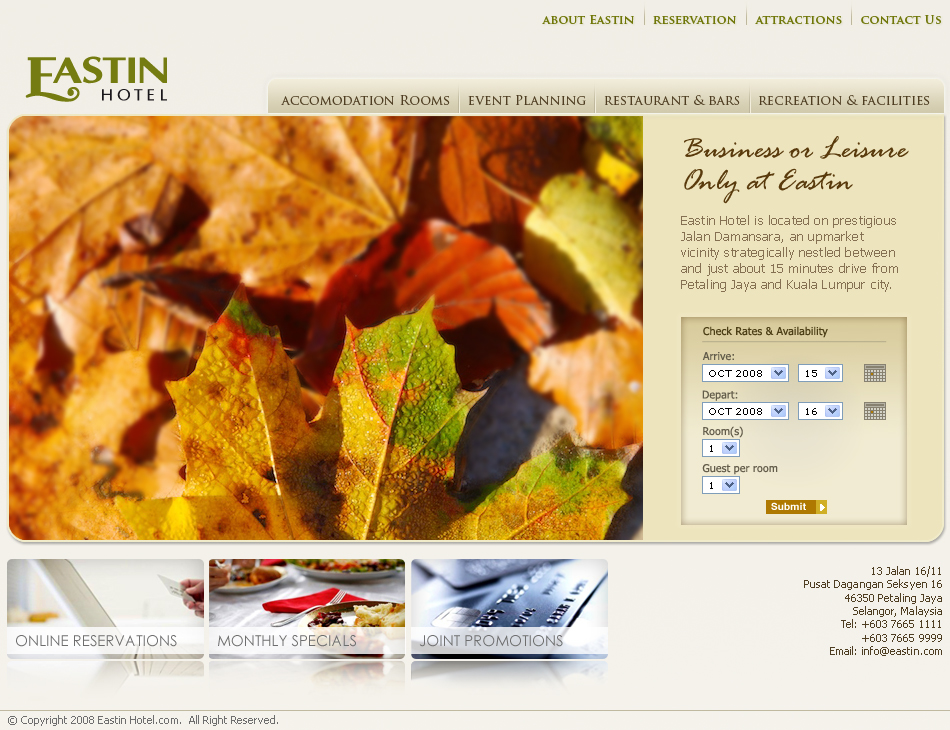 ABOUT EASTIN
RESERVATION
ATTRACTIONS
CONTACT US
EASTIN
HOTEL
ACCOMODATION ROOMS
EVENT PLANNING
RESTAURANT & BARS
RECREATION & FACILITIES
Business or Leisure
Only at Eastin
Eastin Hotel is located on prestigious
Jalan Damansara, an upmarket
vicinity strategically nestled between
and just about 15 minutes drive from
Petaling Jaya and Kuala Lumpur city.
Check Rates & Availability
Arrive:
OCT 2008 15
Depart:
OCT 2008 16
Room(s)
1
Guest per room
1
Submit
ONLINE RESERVATIONS
MONTHLY SPECIALS
JOINT PROMOTIONS
13 Jalan 16/11
Pusat Dagangan Seksyen 16
46350 Petaling Jaya
Selangor, Malaysia
Tel: +603 7665 1111
+603 7665 9999
Email: info@eastin.com
© Copyright 2008 Eastin Hotel.com. All Right Reserved.